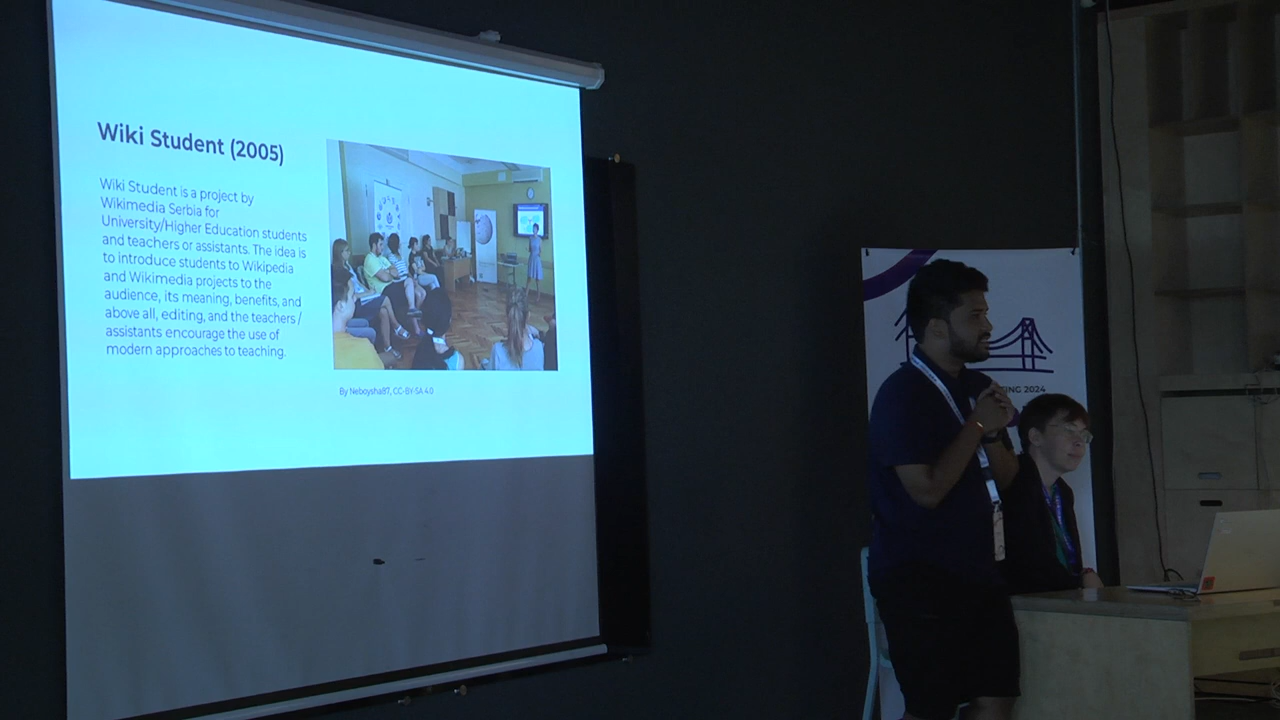 Wiki Student (2005)
Wiki Student is a project by
Wikimedia Serbia for
University/Higher Education students
and teachers or assistants. The idea is
to introduce students to Wikipedia
and Wikimedia projects to the
audience, its meaning, benefits, and
above all, editing, and the teachers /
assistants encourage the use of
modern approaches to teaching.
By Neboysha87, CC-BY-SA 4.0
2024